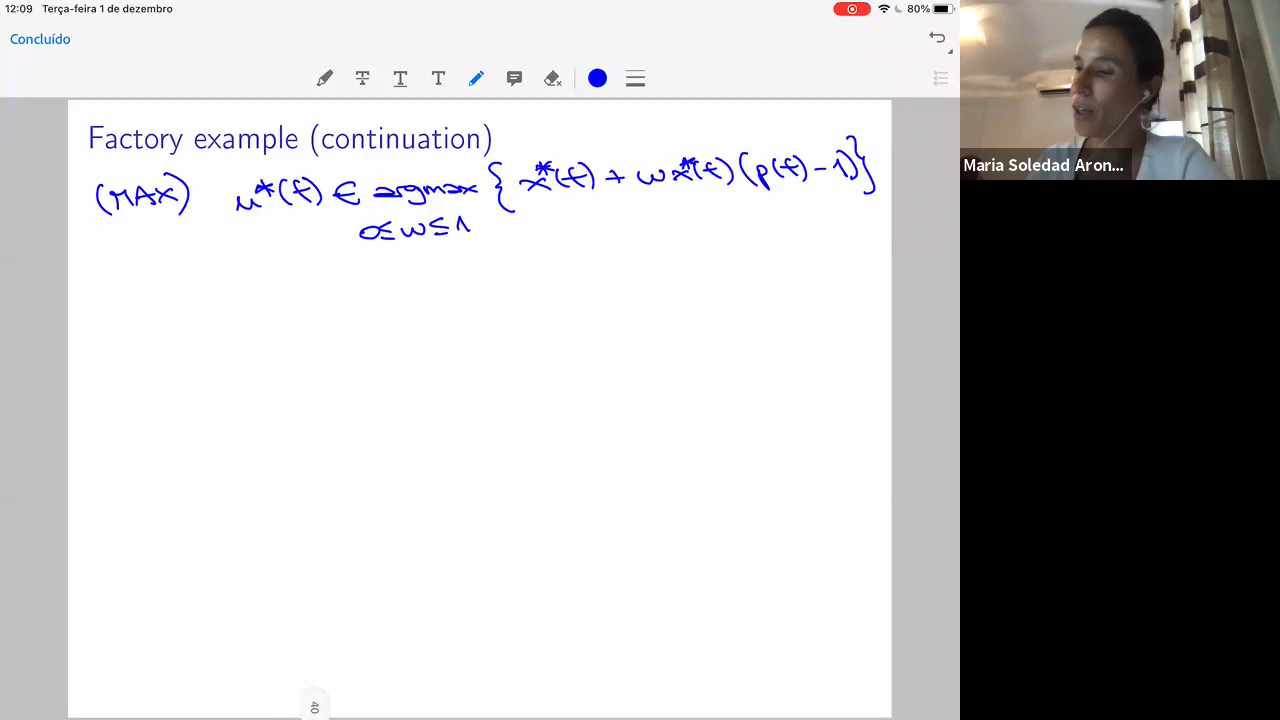 12:09 Terça-feira 1 de dezembro 80%
Concluído
Maria Soledad Aron...
Factory example (continuation)
(MAX) u*(t) ∈ argmax { x*(t) + w x*(t) (p(t) - 1) }
0 ≤ w ≤ 1
40